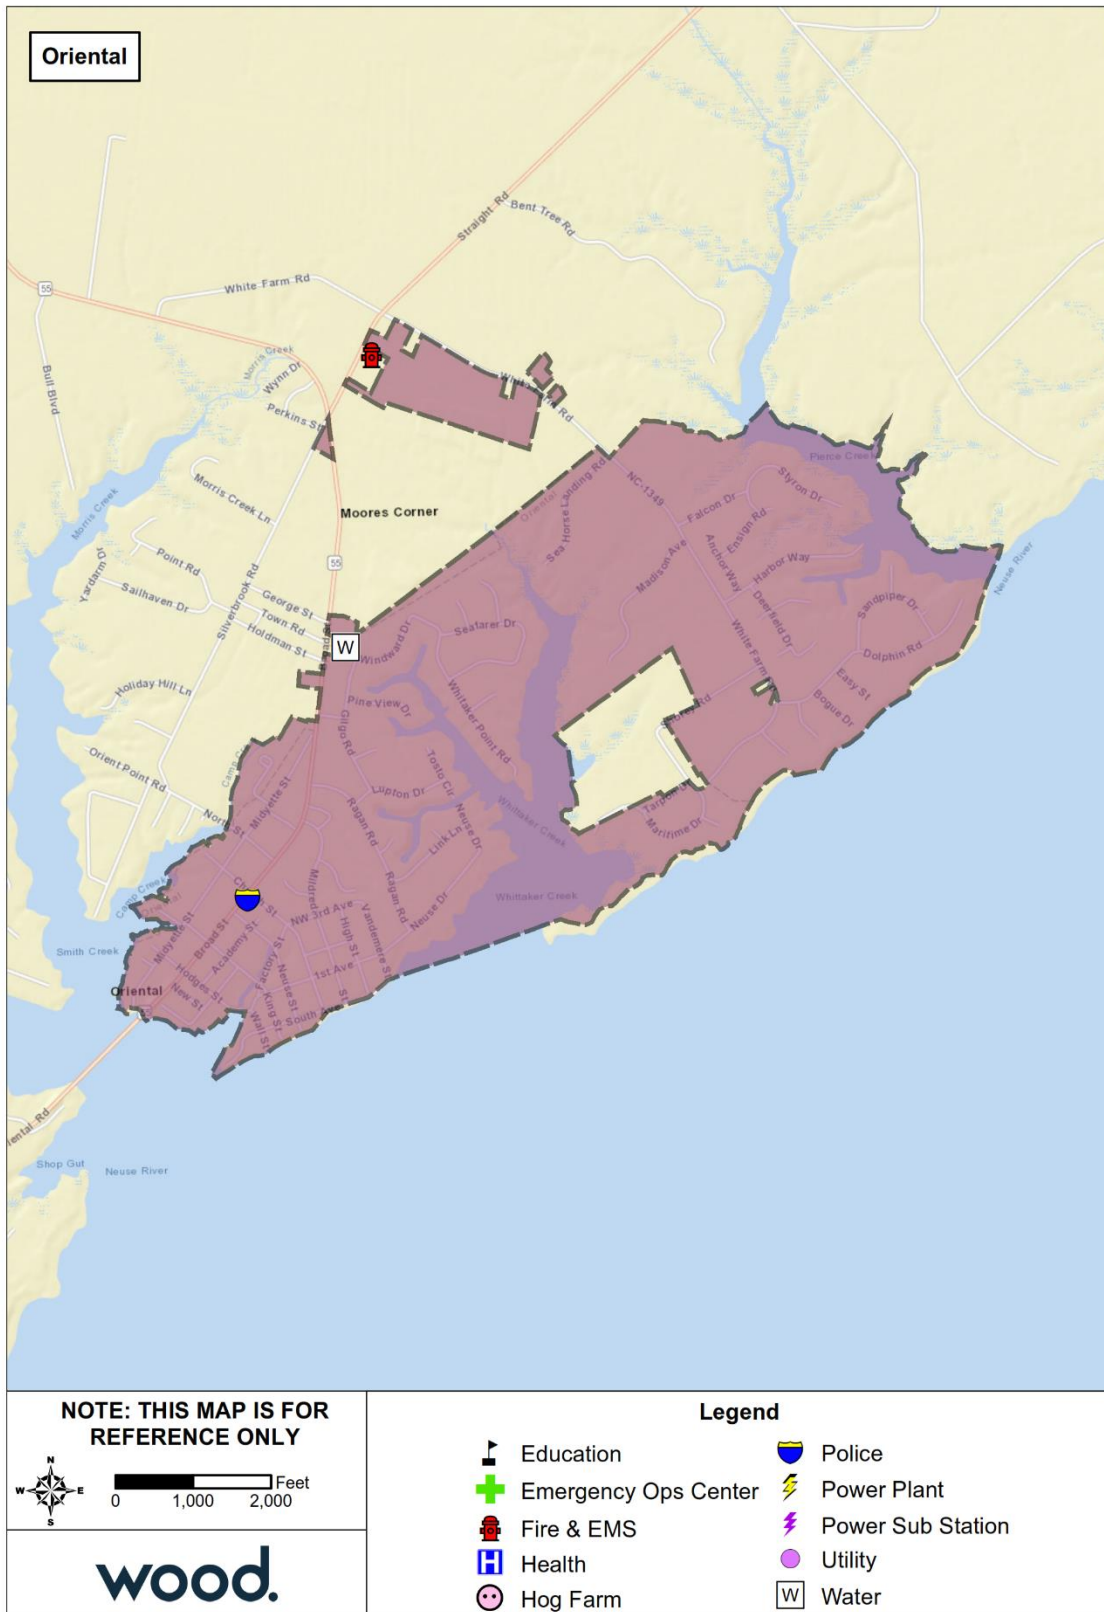 Oriental
Straight Rd
Bent Tree Rd
White Farm Rd
55
Bull Blvd
Morris Creek
Wynn Dr
Perkins St
Morris Creek Ln
Morris Creek
Moores Corner
Oriental
Sea Horse Landing Rd
NC-1349
Falcon Dr
Styron Dr
Pierce Creek
Ensign Rd
Anchor Way
Madison Ave
Harbor Way
Deerfield Dr
Neuse River
55
Yardarm Dr
Point Rd
Sailhaven Dr
Silverbrook Rd
George St
Town Rd
Holdman St
W
Windward Dr
Seafarer Dr
Sandpiper Dr
Dolphin Rd
Easy St
Bogue Dr
Whitaker Point Rd
Holiday Hill Ln
Pine View Dr
Gilgo Rd
Orient Point Rd
North St
Midyette St
Lupton Dr
Tosto Cir
Ragan Rd
Link Ln
Neuse Dr
Whittaker Creek
Maritime Dr
Camp Creek
Oriental
NW 3rd Ave
Ragan Rd
Neuse Dr
Whittaker Creek
Vandemere St
High St
1st Ave
Smith Creek
Midyette St
Broad St
Academy St
Factory St
Hodges St
New St
Neuse St
King St
Wall St
South Ave
St
Oriental
Shop Gut
Neuse River
NOTE: THIS MAP IS FOR
REFERENCE ONLY
N
W
E
S
Feet
0
1,000
2,000
wood.
Legend
Education
Emergency Ops Center
Fire & EMS
H Health
Hog Farm
Police
Power Plant
Power Sub Station
Utility
W Water